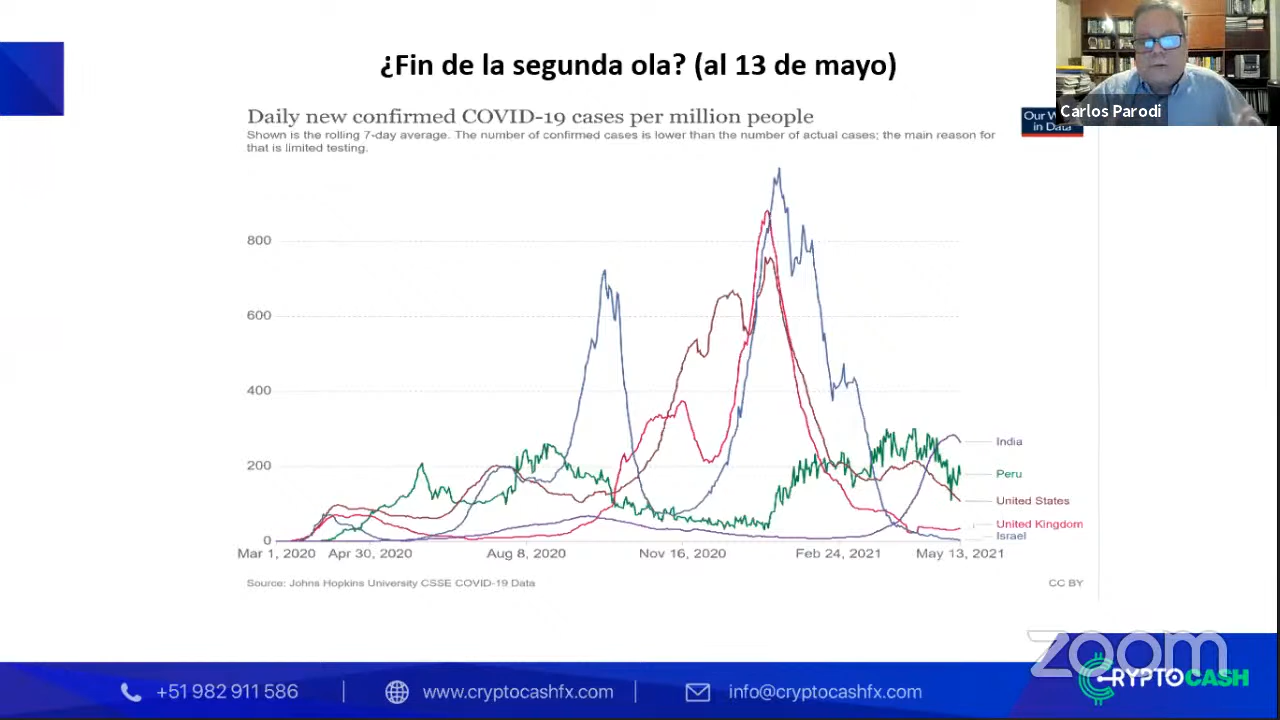 ¿Fin de la segunda ola? (al 13 de mayo)
Carlos Parodi
Daily new confirmed COVID-19 cases per million people
Shown is the rolling 7-day average. The number of confirmed cases is lower than the number of actual cases; the main reason for
that is limited testing.
Our W
in Data
800
600
400
200
0
India
Peru
United States
United Kingdom
Israel
Mar 1, 2020 Apr 30, 2020 Aug 8, 2020 Nov 16, 2020 Feb 24, 2021 May 13, 2021
Source: Johns Hopkins University CSSE COVID-19 Data
CC BY
zoom
+51 982 911 586
www.cryptocashfx.com
info@cryptocashfx.com
CRYPTOCASH